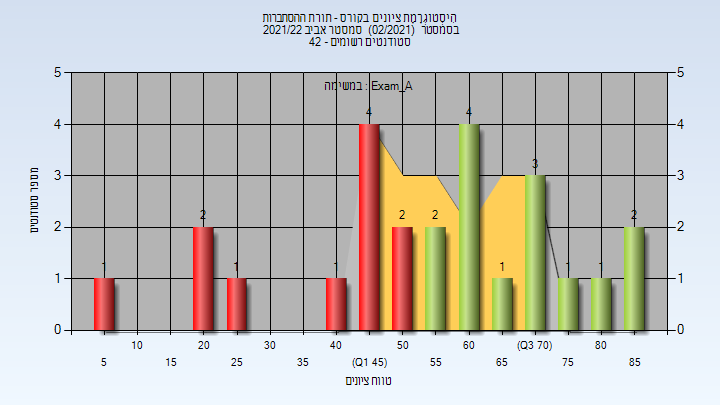 היסטוגרמת ציונים בקורס - תורת ההסתברות
בסמסטר (02/2021) סמסטר אביב 2021/22
סטודנטים רשומים - 42
במשימה : Exam_A
מספר סטודנטים
5 5
4 4
3 3
2 2
1 1
0 0
1 2 1 1 4 2 2 4 1 3 1 1 2
10 20 30 40 50 60 (Q3 70) 80
5 15 25 35 (Q1 45) 55 65 75 85
טווח ציונים